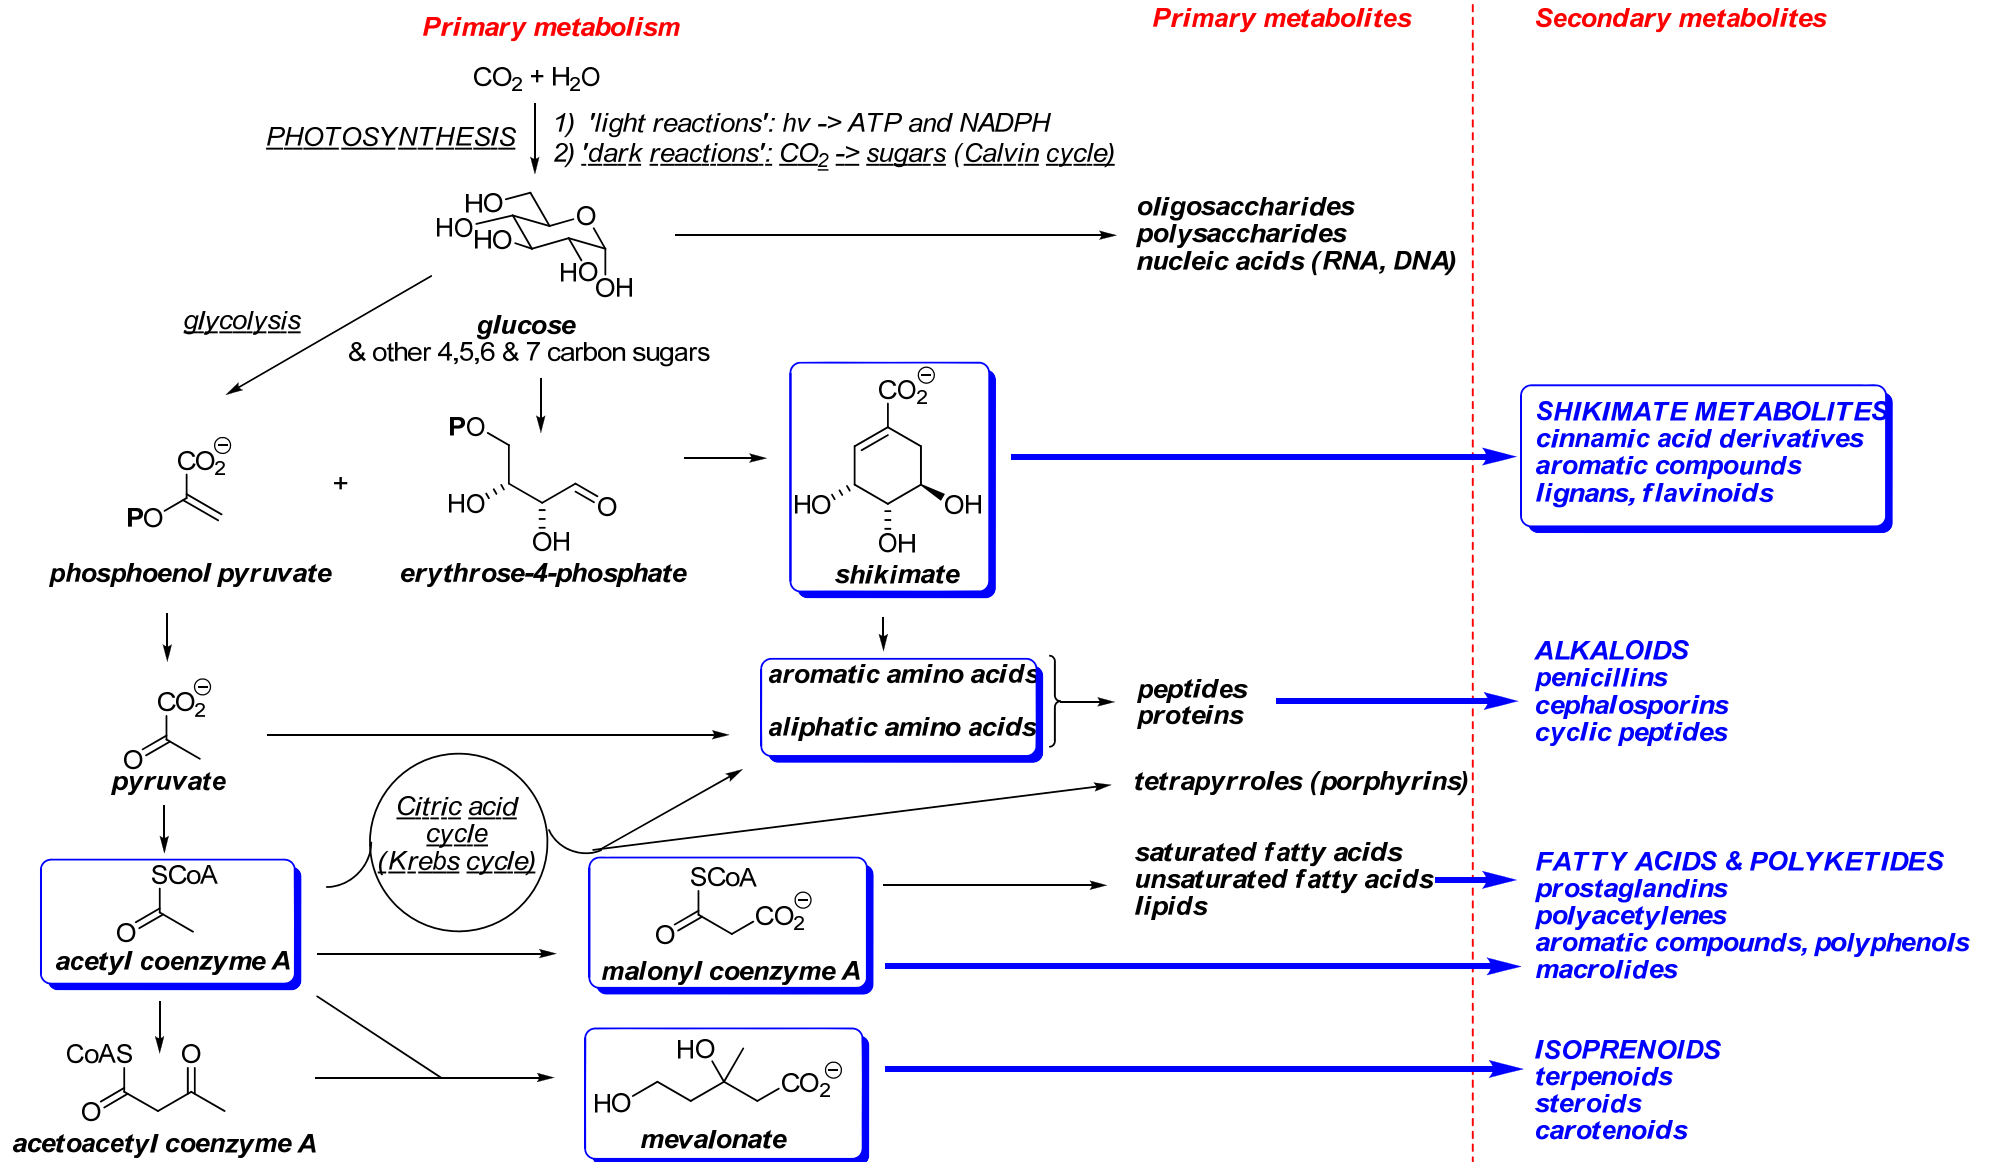 Primary metabolism
Primary metabolites
Secondary metabolites
CO2 + H2O
PHOTOSYNTHESIS
1) 'light reactions': hv -> ATP and NADPH
2) 'dark reactions': CO2 -> sugars (Calvin cycle)
HO
O
HO
HO
HO
OH
oligosaccharides
polysaccharides
nucleic acids (RNA, DNA)
glycolysis
glucose
& other 4,5,6 & 7 carbon sugars
CO2 −
PO
phosphoenol pyruvate
+
PO
HO
O
OH
erythrose-4-phosphate
CO2 −
HO
OH
OH
shikimate
SHIKIMATE METABOLITES
cinnamic acid derivatives
aromatic compounds
lignans, flavinoids
CO2 −
O
pyruvate
aromatic amino acids
aliphatic amino acids
peptides
proteins
ALKALOIDS
penicillins
cephalosporins
cyclic peptides
Citric acid
cycle
(Krebs cycle)
tetrapyrroles (porphyrins)
SCoA
O
acetyl coenzyme A
SCoA
CO2 −
O
malonyl coenzyme A
saturated fatty acids
unsaturated fatty acids
lipids
FATTY ACIDS & POLYKETIDES
prostaglandins
polyacetylenes
aromatic compounds, polyphenols
macrolides
CoAS
O
O
acetoacetyl coenzyme A
HO
HO
CO2 −
mevalonate
ISOPRENOIDS
terpenoids
steroids
carotenoids